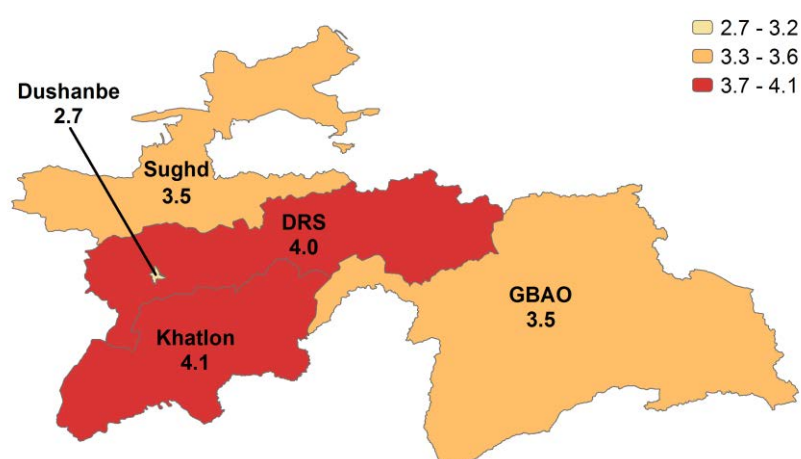 2.7 - 3.2
3.3 - 3.6
3.7 - 4.1
Dushanbe
2.7
Sughd
3.5
DRS
4.0
GBAO
3.5
Khatlon
4.1